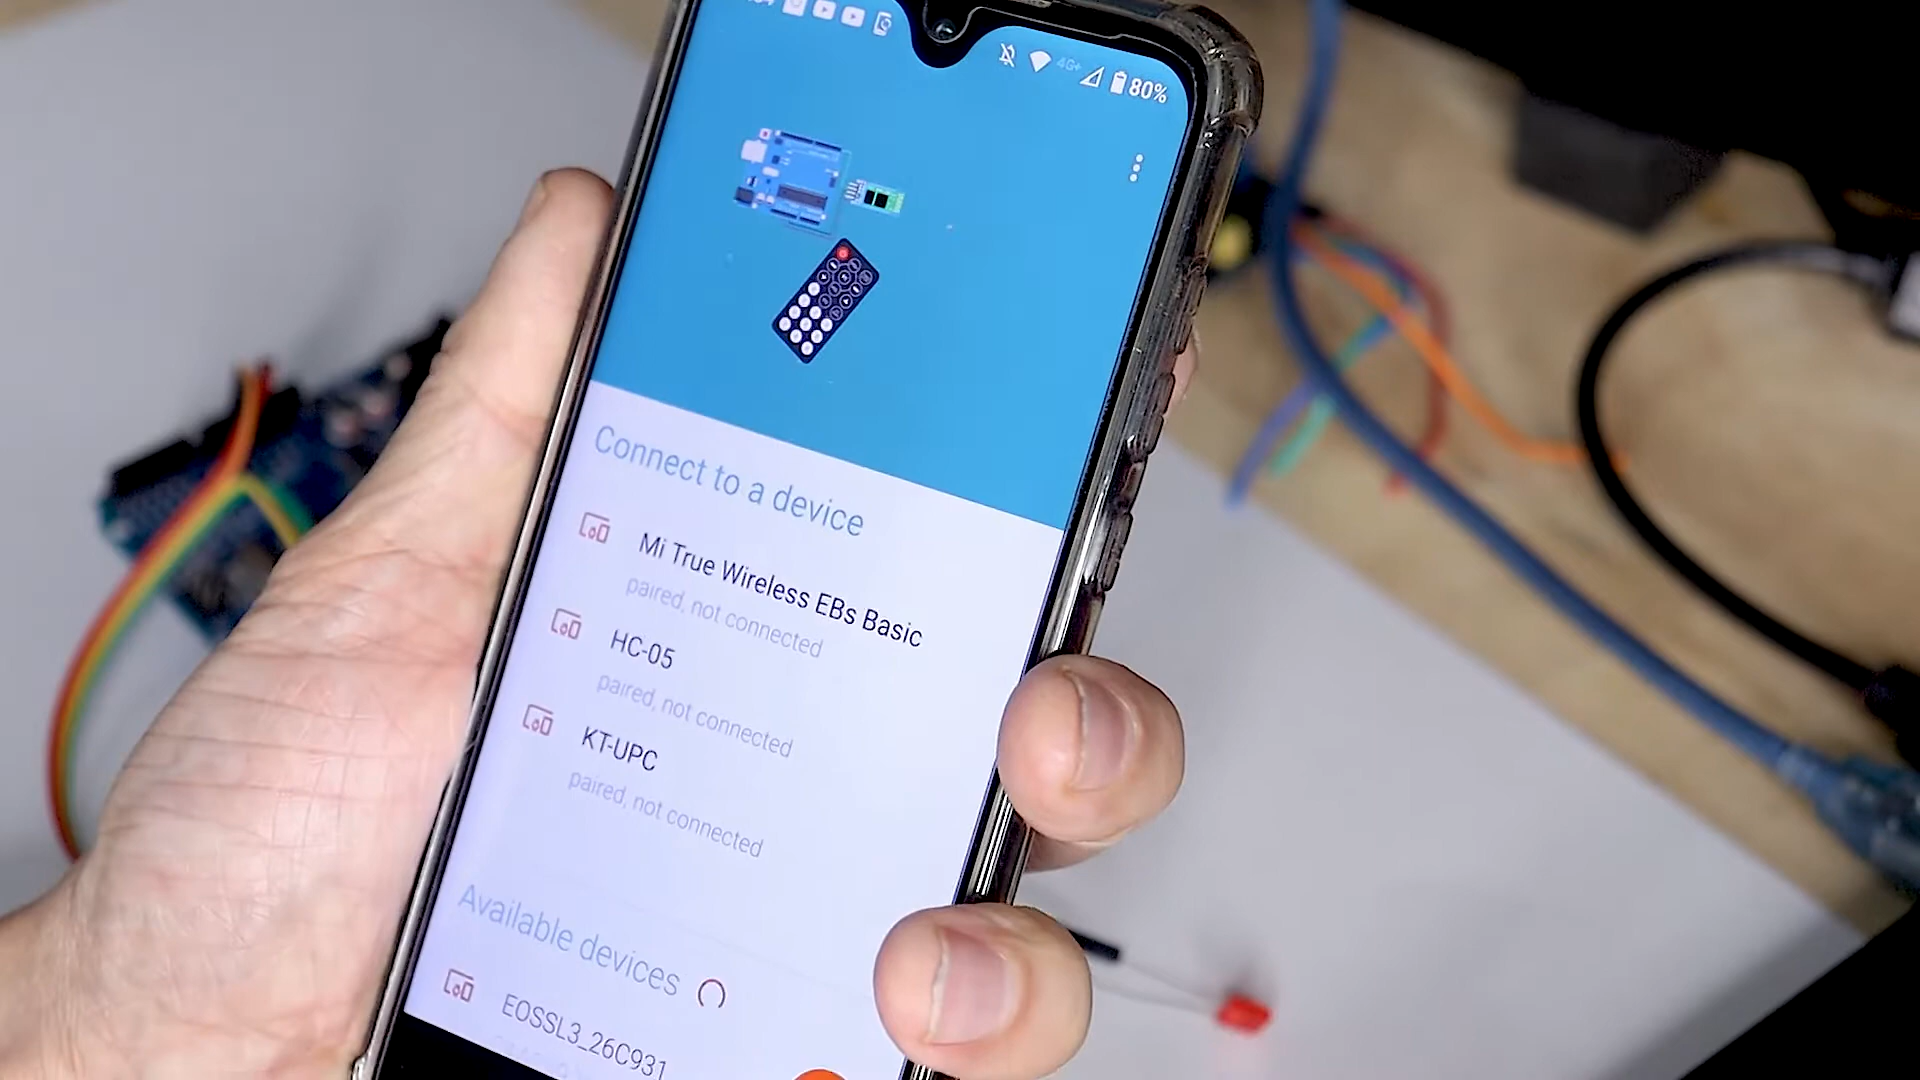 4G+ 80%
Connect to a device
Mi True Wireless EBs Basic
paired, not connected
HC-05
paired, not connected
KT-UPC
paired, not connected
Available devices
EOSSL3_26C931